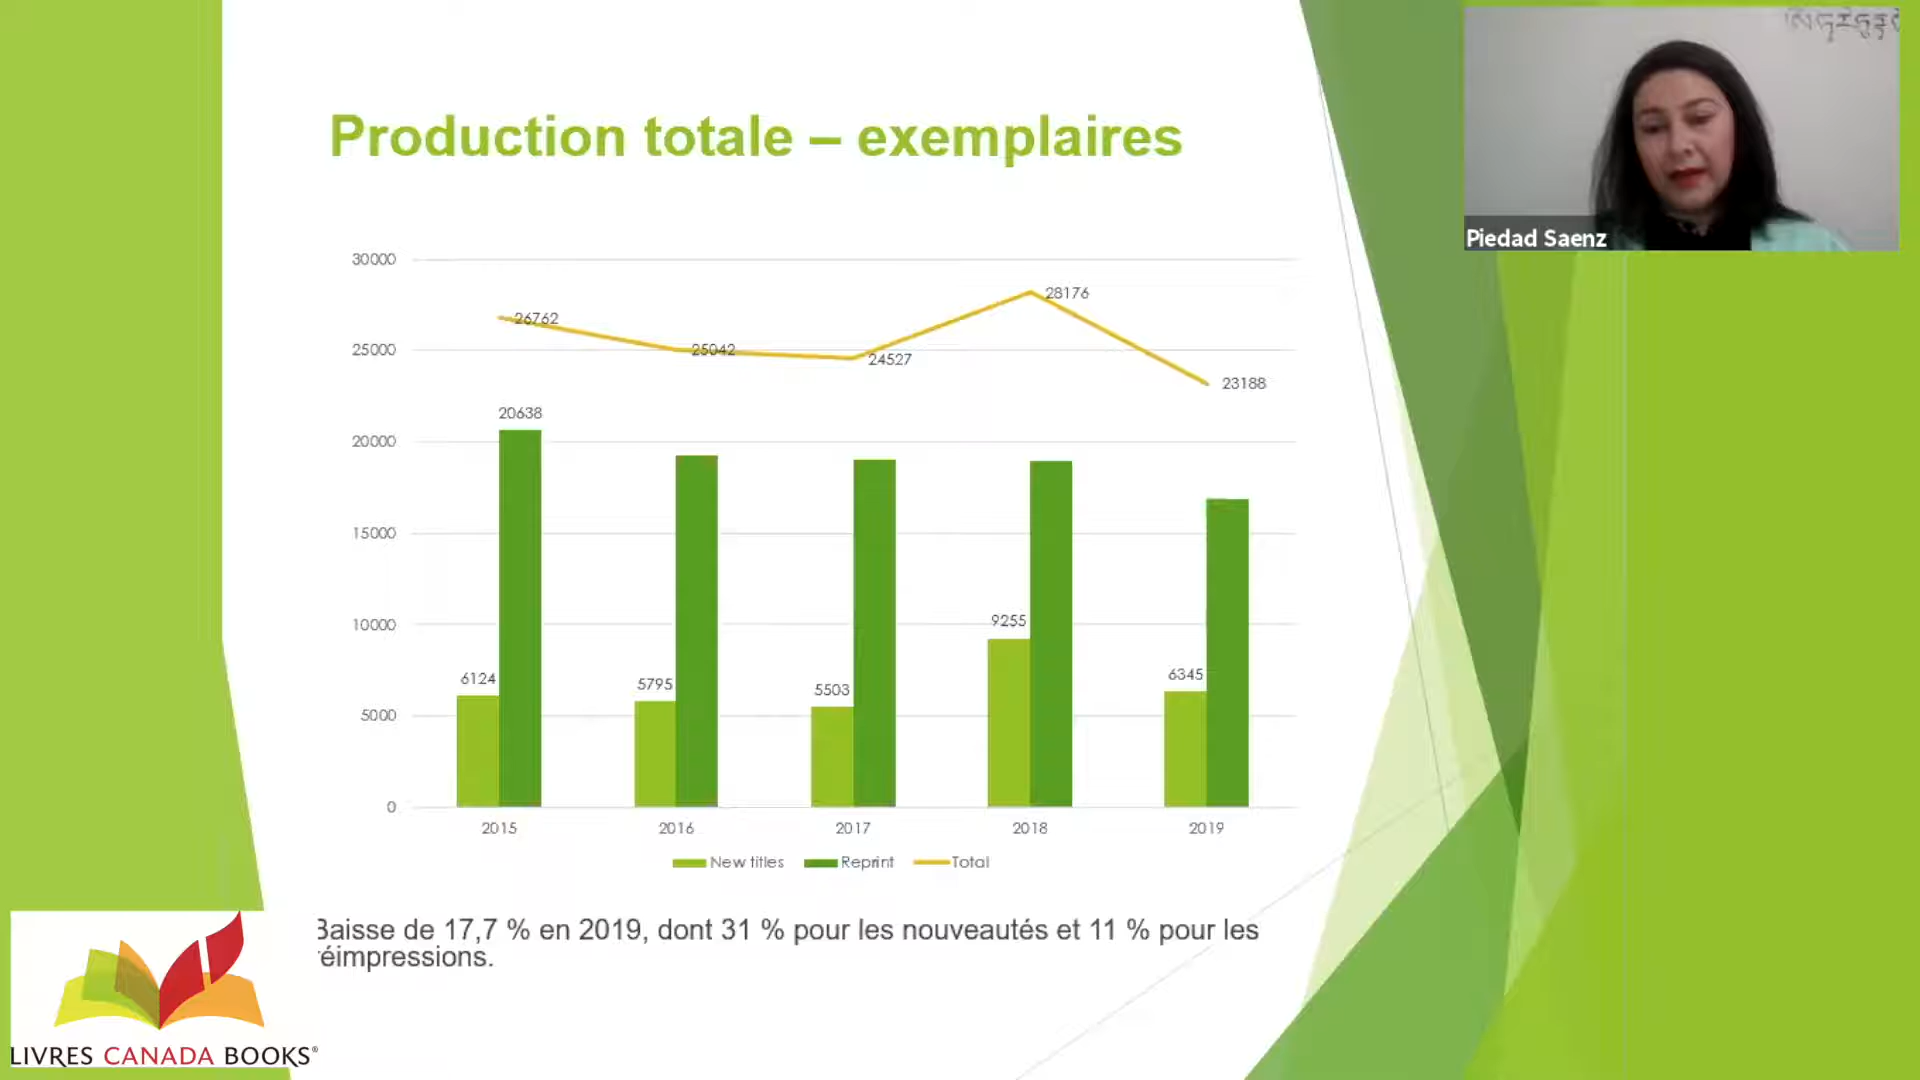 Production totale – exemplaires
Piedad Saenz
30000
25000
20000
15000
10000
5000
0
26762
25042
24527
28176
23188
20638
6124
5795
5503
9255
6345
2015 2016 2017 2018 2019
New titles Reprint Total
Baisse de 17,7 % en 2019, dont 31 % pour les nouveautés et 11 % pour les
réimpressions.
LIVRES CANADA BOOKS®